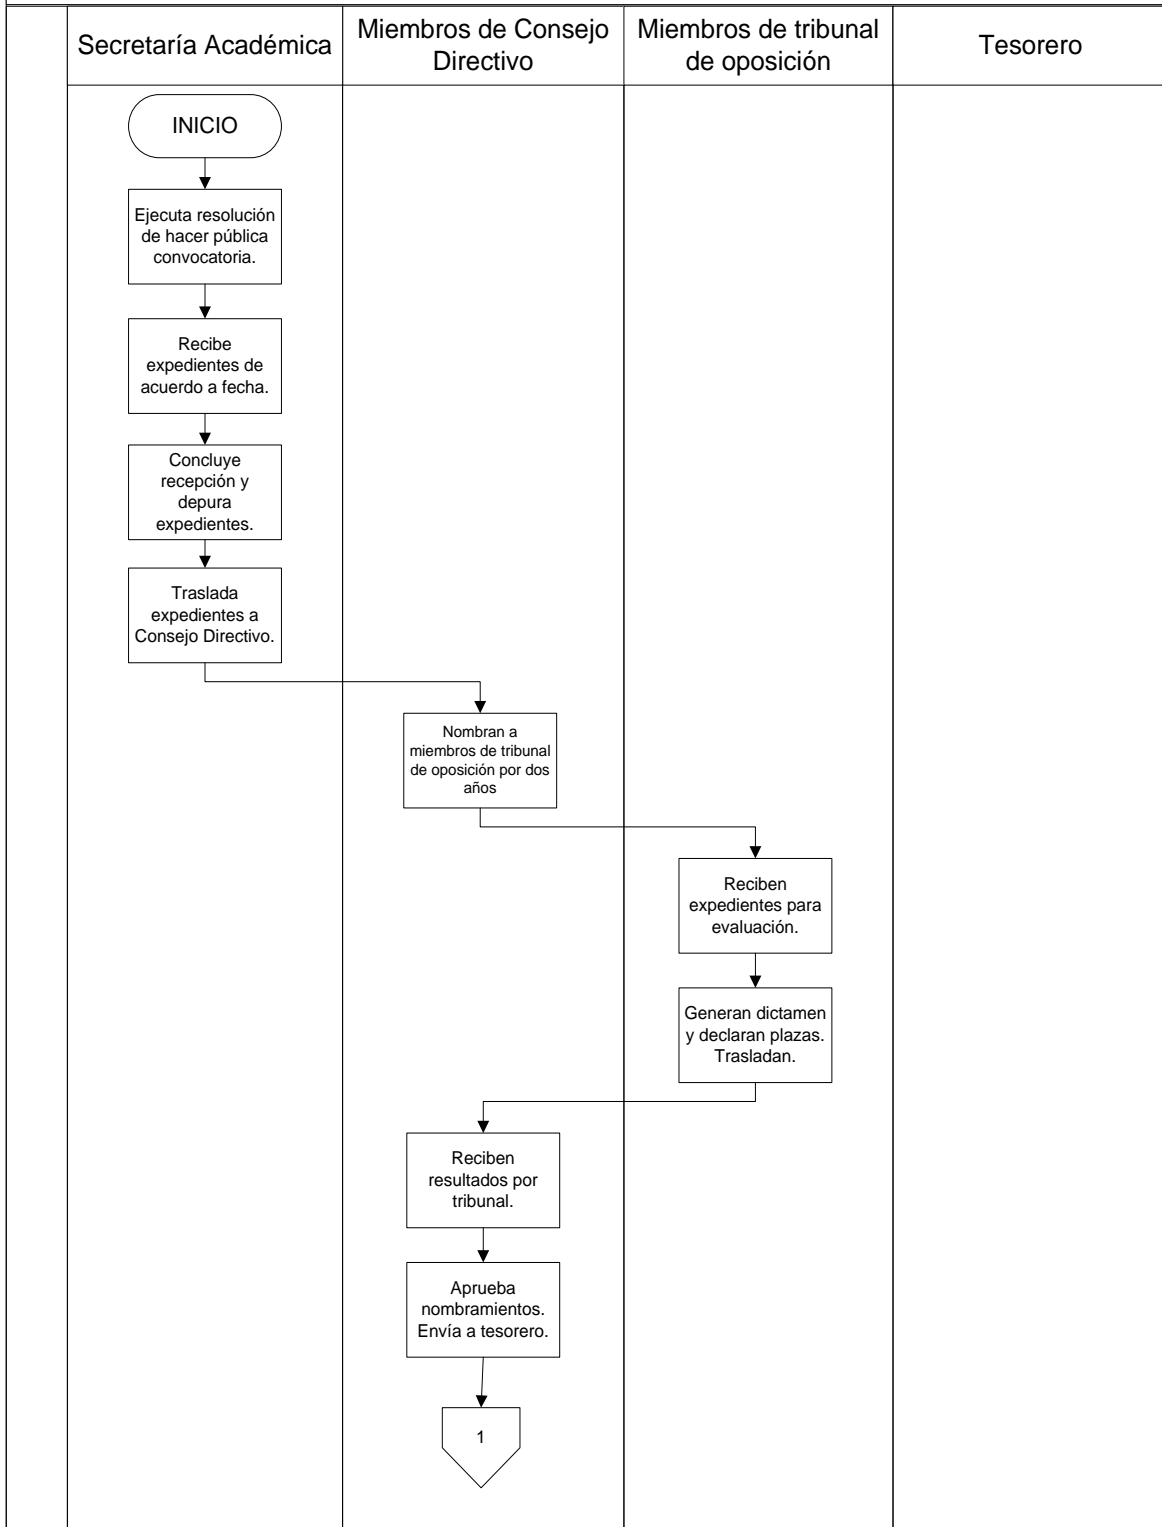 Secretaría Académica
Miembros de Consejo
Directivo
Miembros de tribunal
de oposición
Tesorero
INICIO
Ejecuta resolución
de hacer pública
convocatoria.
Recibe
expedientes de
acuerdo a fecha.
Concluye
recepción y
depura
expedientes.
Traslada
expedientes a
Consejo Directivo.
Nombran a
miembros de tribunal
de oposición por dos
años
Reciben
expedientes para
evaluación.
Generan dictamen
y declaran plazas.
Trasladan.
Reciben
resultados por
tribunal.
Aprueba
nombramientos.
Envía a tesorero.
1